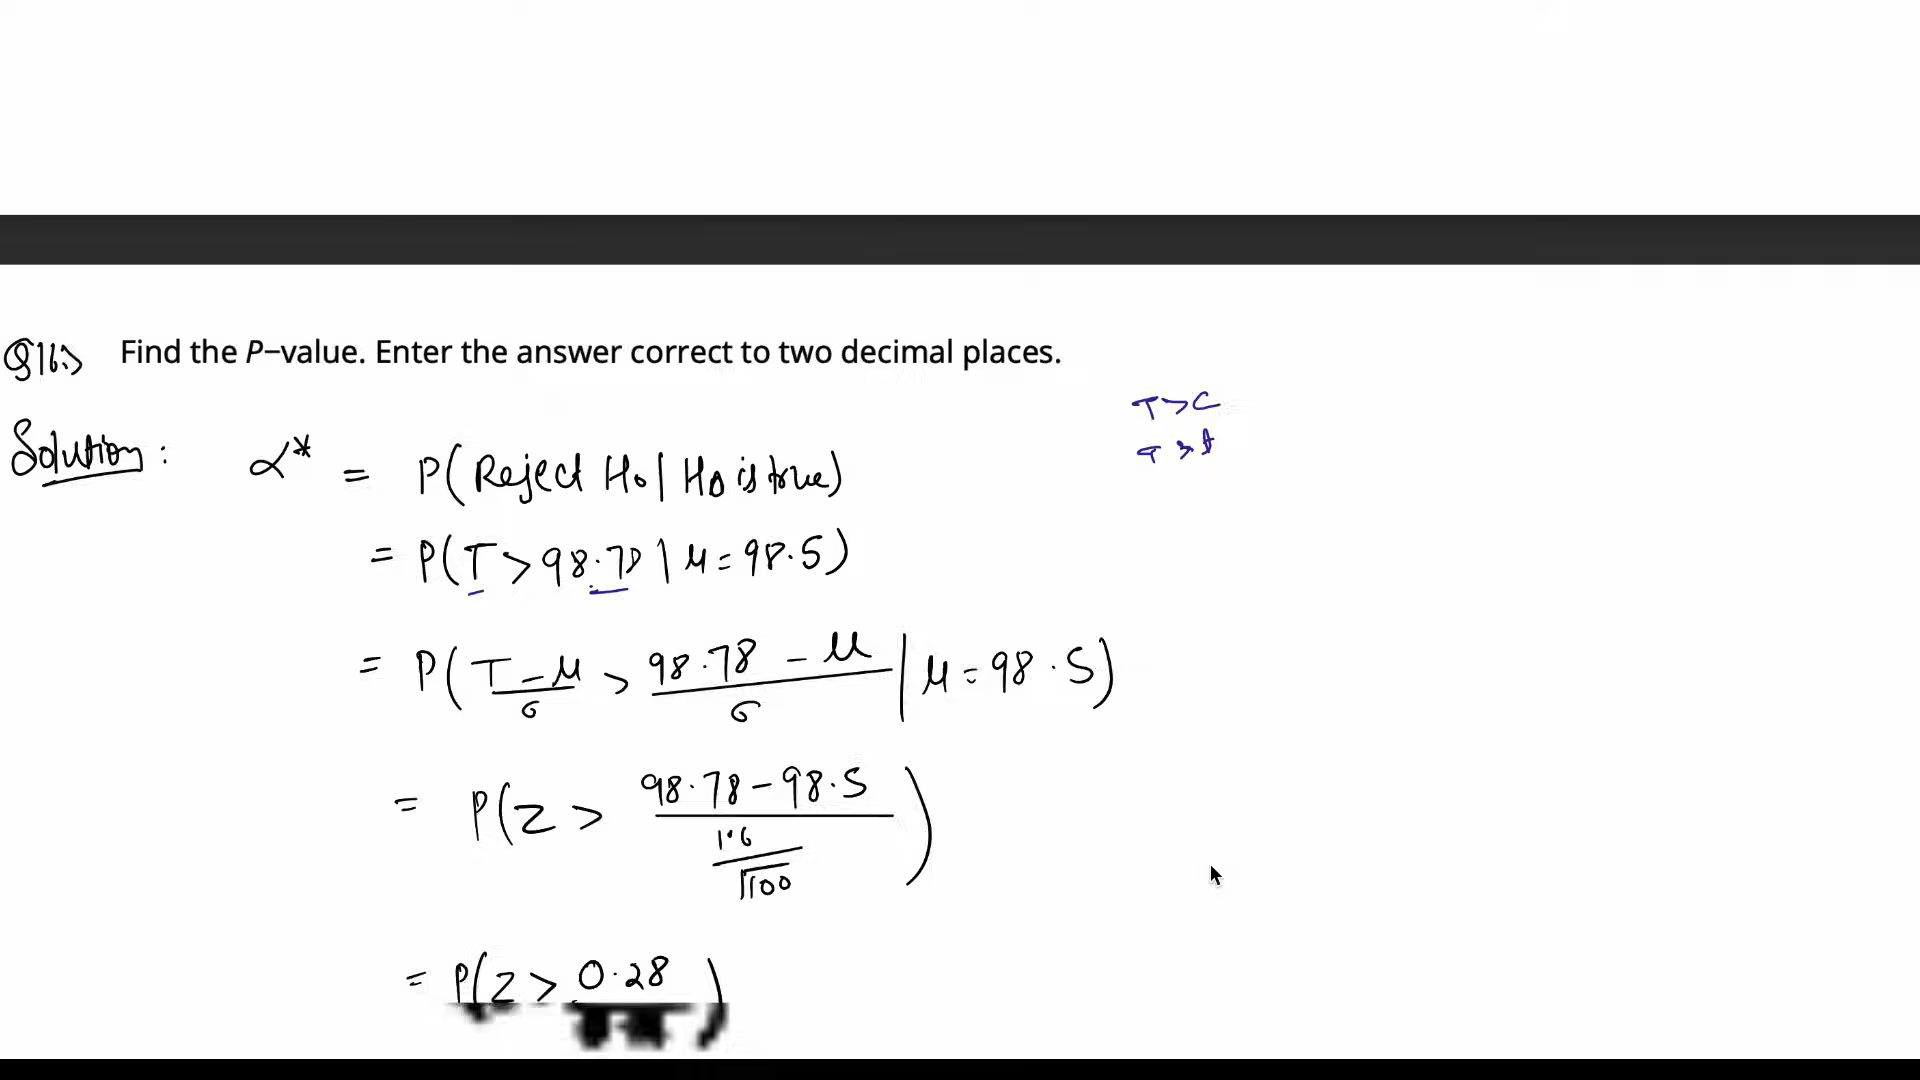 Q16:> Find the P–value. Enter the answer correct to two decimal places.
T > C
T > t
Solution: α* = P(Reject H₀ | H₀ is true)
= P(T > 98.78 | μ = 98.5)
= P((T - μ)/σ > (98.78 - μ)/σ | μ = 98.5)
= P(Z > (98.78 - 98.5)/(1.6/√100))
= P(Z > 0.28 )